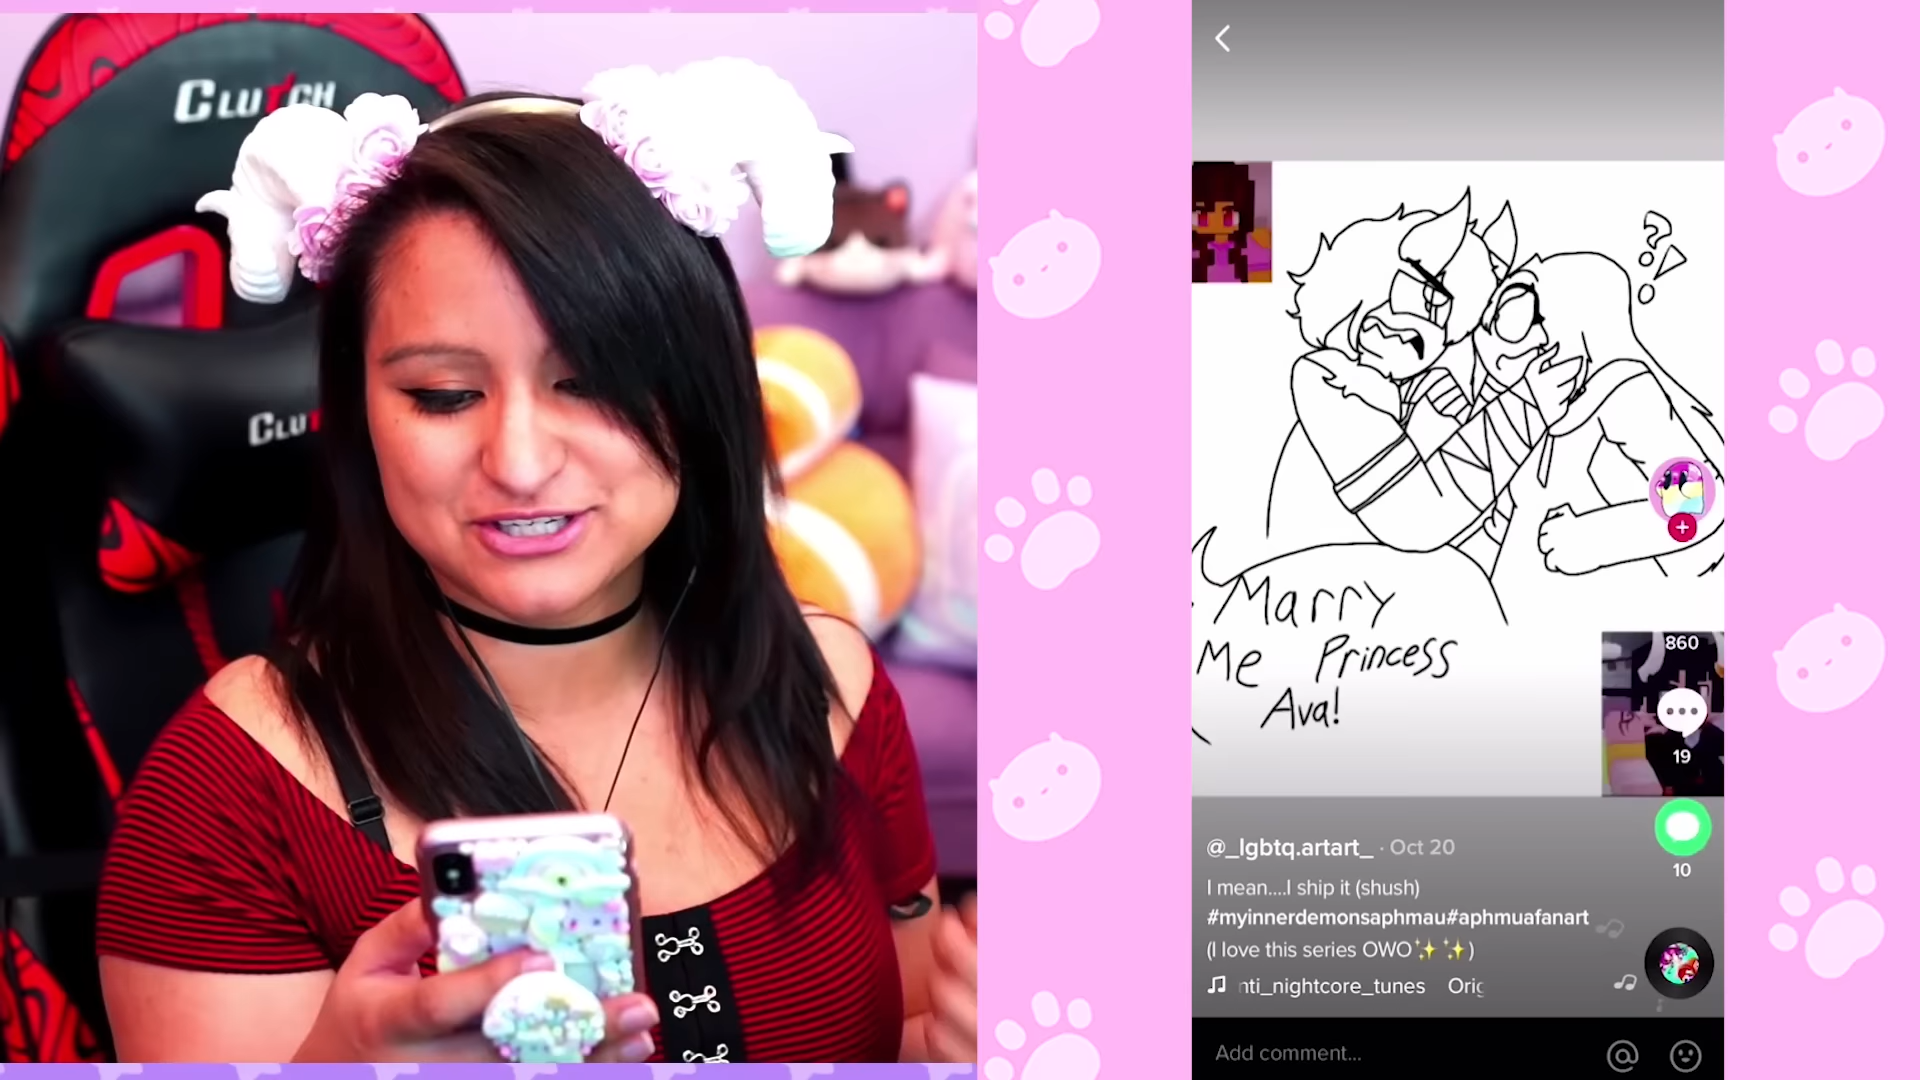 CLUTCH
CLUT
?!
Marry
Me Princess
Ava!
860
19
10
@_lgbtq.artart_ · Oct 20
I mean....I ship it (shush)
#myinnerdemonsaphmau#aphmuafanart
(I love this series OWO✨✨)
nti_nightcore_tunes Orig
Add comment...